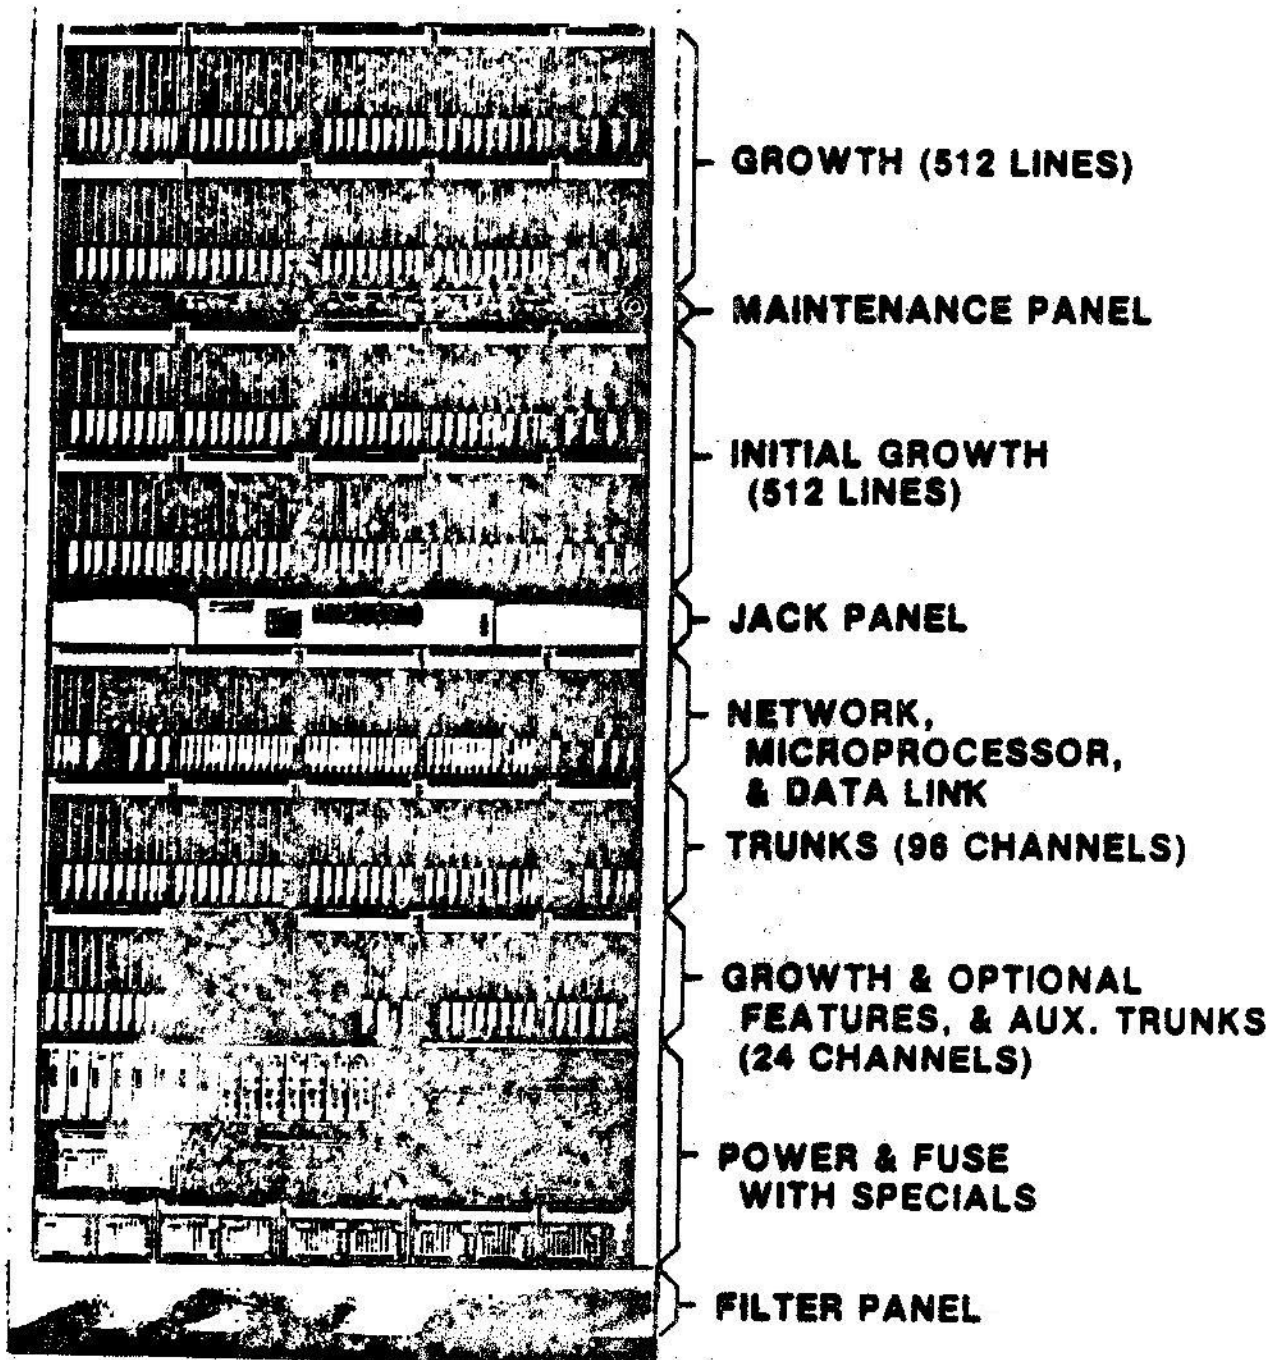 GROWTH (512 LINES)
MAINTENANCE PANEL
INITIAL GROWTH
(512 LINES)
JACK PANEL
NETWORK,
MICROPROCESSOR,
& DATA LINK
TRUNKS (96 CHANNELS)
GROWTH & OPTIONAL
FEATURES, & AUX. TRUNKS
(24 CHANNELS)
POWER & FUSE
WITH SPECIALS
FILTER PANEL